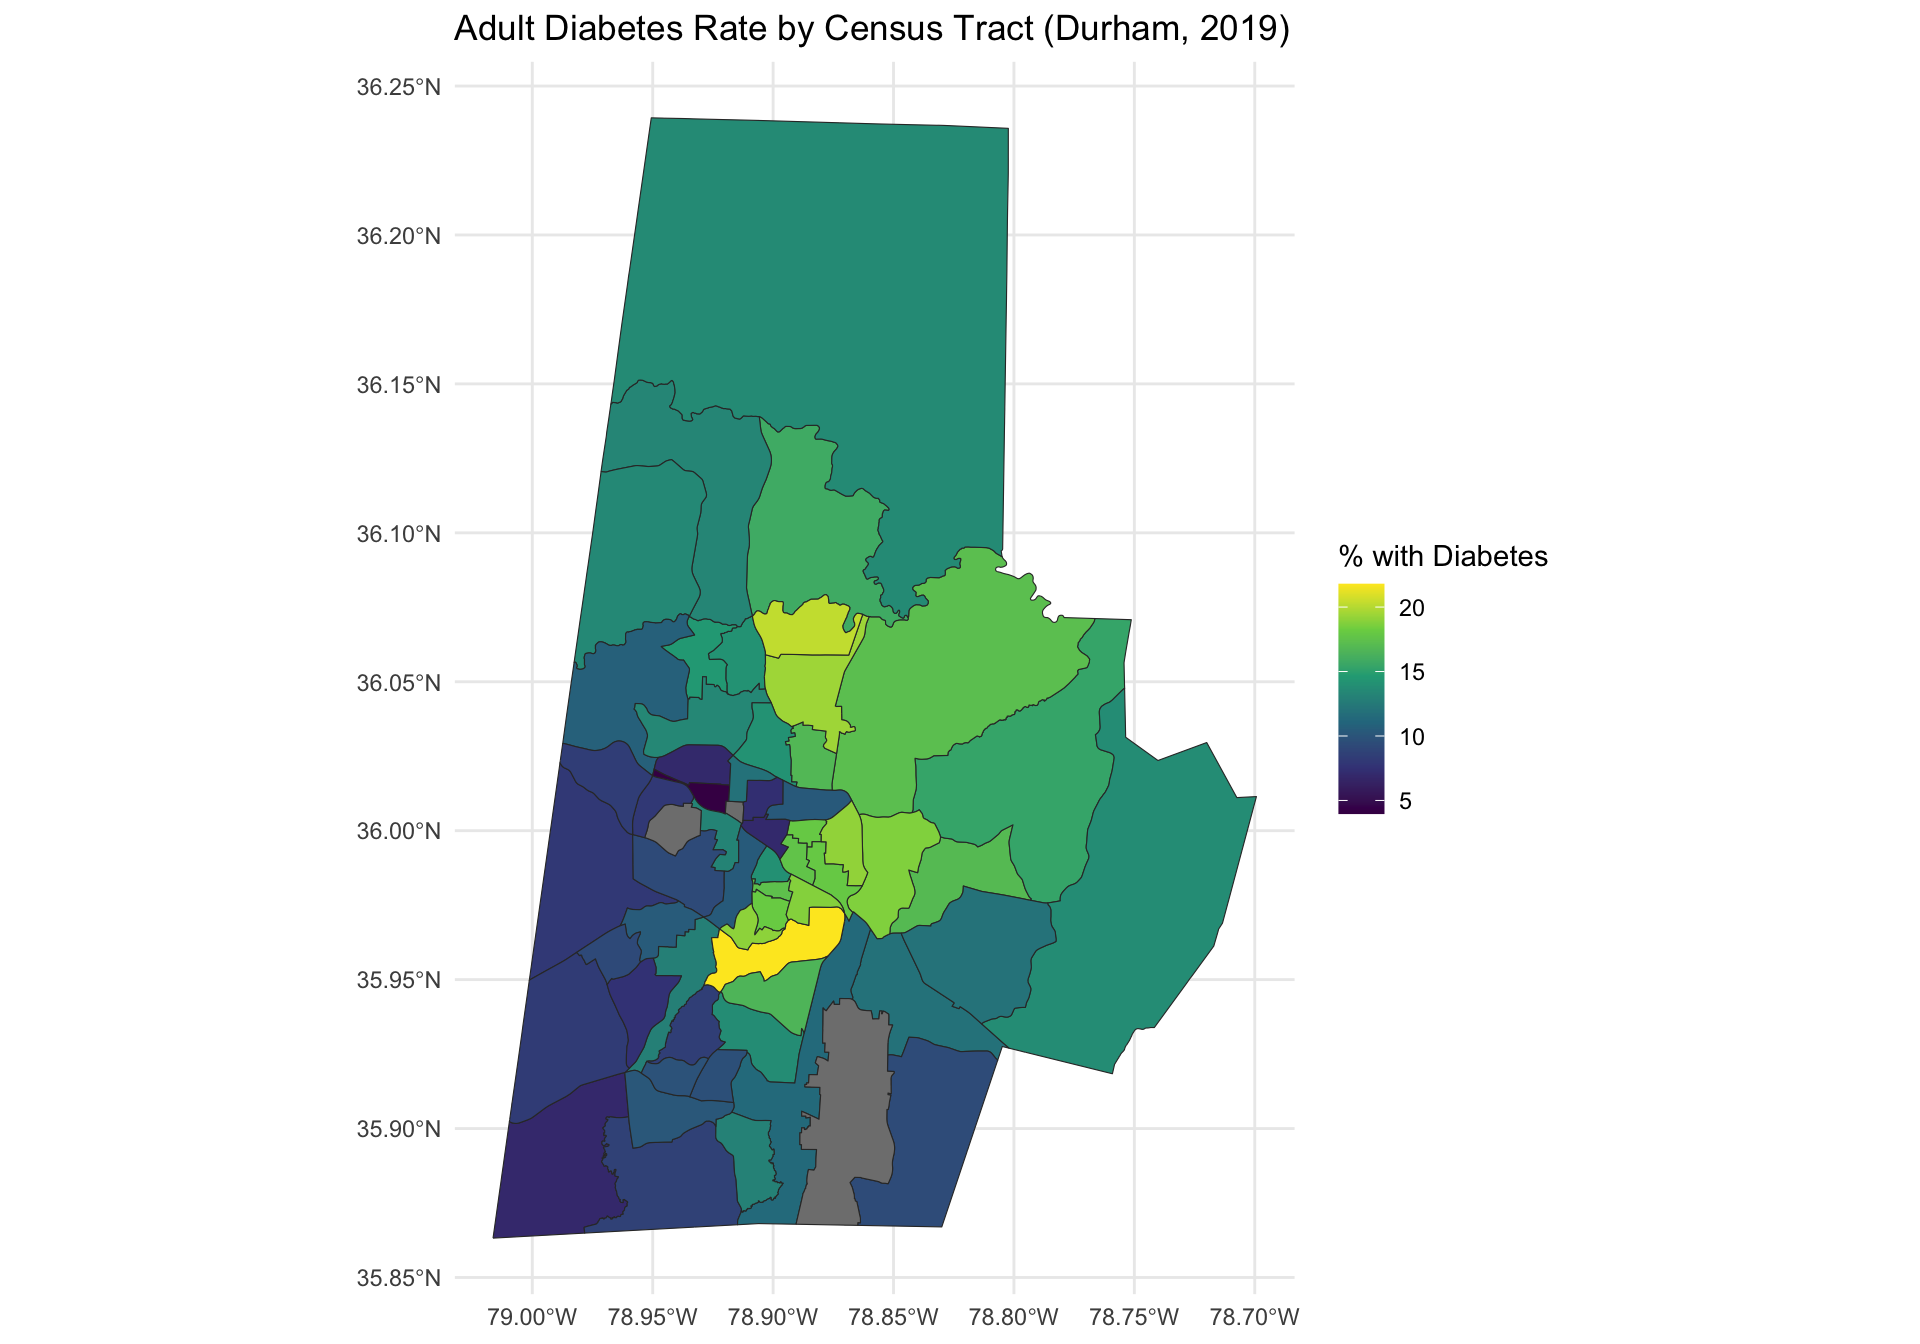 Adult Diabetes Rate by Census Tract (Durham, 2019)
36.25°N
36.20°N
36.15°N
36.10°N
36.05°N
36.00°N
35.95°N
35.90°N
35.85°N
79.00°W 78.95°W 78.90°W 78.85°W 78.80°W 78.75°W 78.70°W
% with Diabetes
20
15
10
5